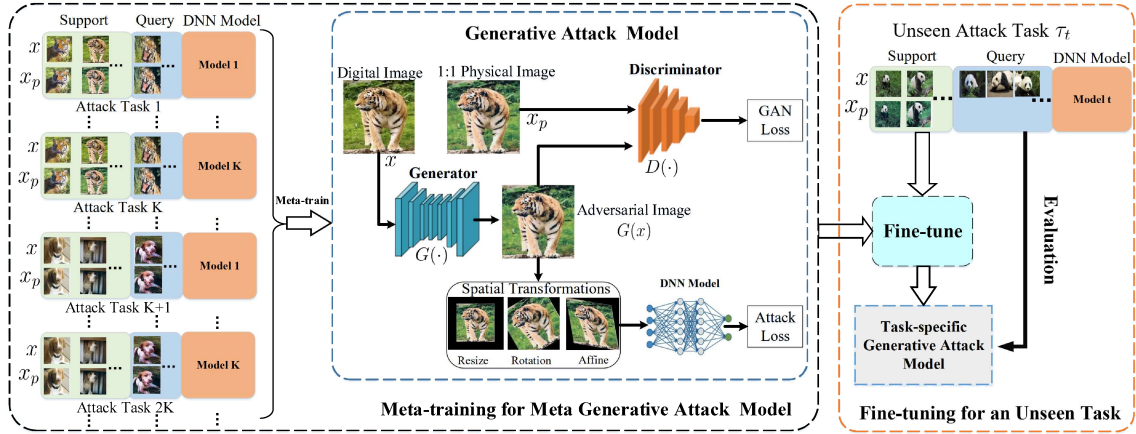 Support Query DNN Model
x
x_p
...
...
Model 1
Attack Task 1
x
x_p
...
...
Model K
Attack Task K
x
x_p
...
...
Model 1
Attack Task K+1
x
x_p
...
...
Model K
Attack Task 2K
Meta-train
Generative Attack Model
Digital Image
1:1 Physical Image
Discriminator
x
x_p
D(·)
GAN
Loss
Generator
G(·)
Adversarial Image
G(x)
Spatial Transformations
Resize
Rotation
Affine
DNN Model
Attack
Loss
Meta-training for Meta Generative Attack Model
Unseen Attack Task τ_t
Support
Query
DNN Model
x
x_p
...
...
Model t
Fine-tune
Evaluation
Task-specific
Generative Attack
Model
Fine-tuning for an Unseen Task